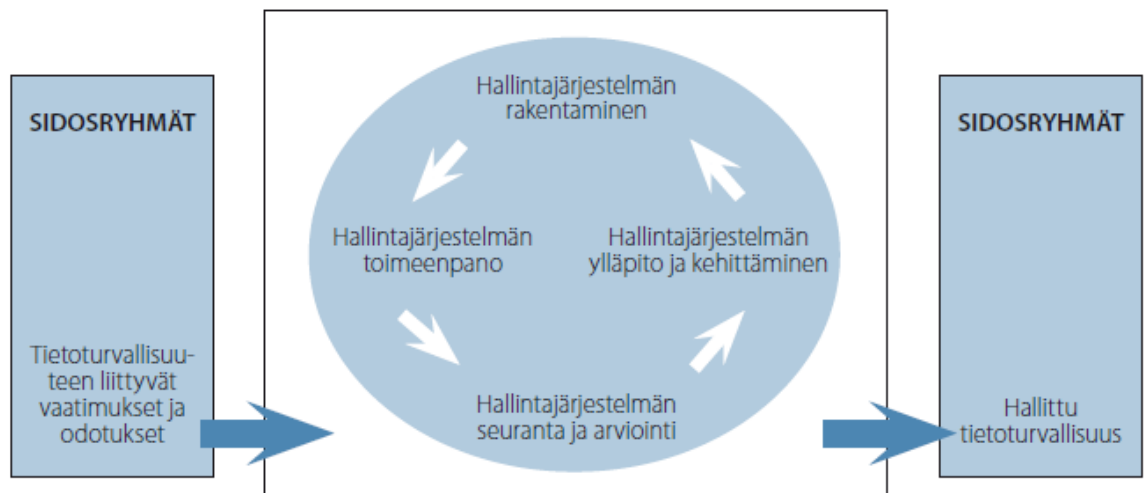 SIDOSRYHMÄT
Tietoturvallisuu-
teen liittyvät
vaatimukset ja
odotukset
Hallintajärjestelmän
rakentaminen
Hallintajärjestelmän
toimeenpano
Hallintajärjestelmän
ylläpito ja kehittäminen
Hallintajärjestelmän
seuranta ja arviointi
SIDOSRYHMÄT
Hallittu
tietoturvallisuus